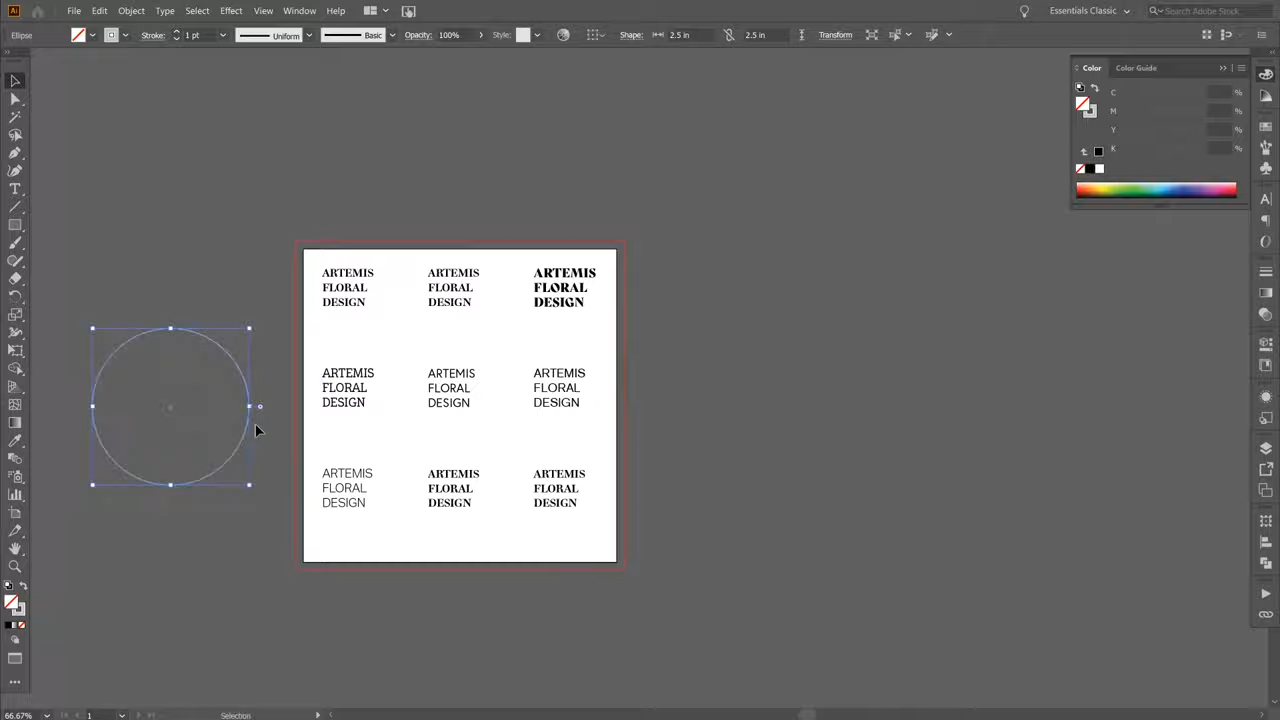 Ai File Edit Object Type Select Effect View Window Help Essentials Classic Search Adobe Stock
Ellipse Stroke: 1 pt Uniform Basic Opacity: 100% Style: Shape: 2.5 in 2.5 in Transform
Color Color Guide
C %
M %
Y %
K %
ARTEMIS ARTEMIS ARTEMIS
FLORAL FLORAL FLORAL
DESIGN DESIGN DESIGN
ARTEMIS ARTEMIS ARTEMIS
FLORAL FLORAL FLORAL
DESIGN DESIGN DESIGN
ARTEMIS ARTEMIS ARTEMIS
FLORAL FLORAL FLORAL
DESIGN DESIGN DESIGN
66.67% 1 Selection